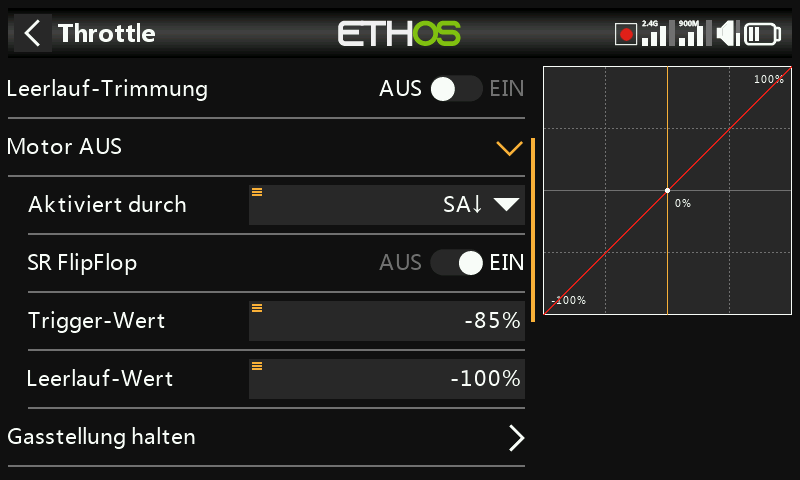 Throttle
ETHOS
2.4G
900M
Leerlauf-Trimmung AUS EIN
Motor AUS
Aktiviert durch SA↓
SR FlipFlop AUS EIN
Trigger-Wert -85%
Leerlauf-Wert -100%
Gasstellung halten
100%
0%
-100%